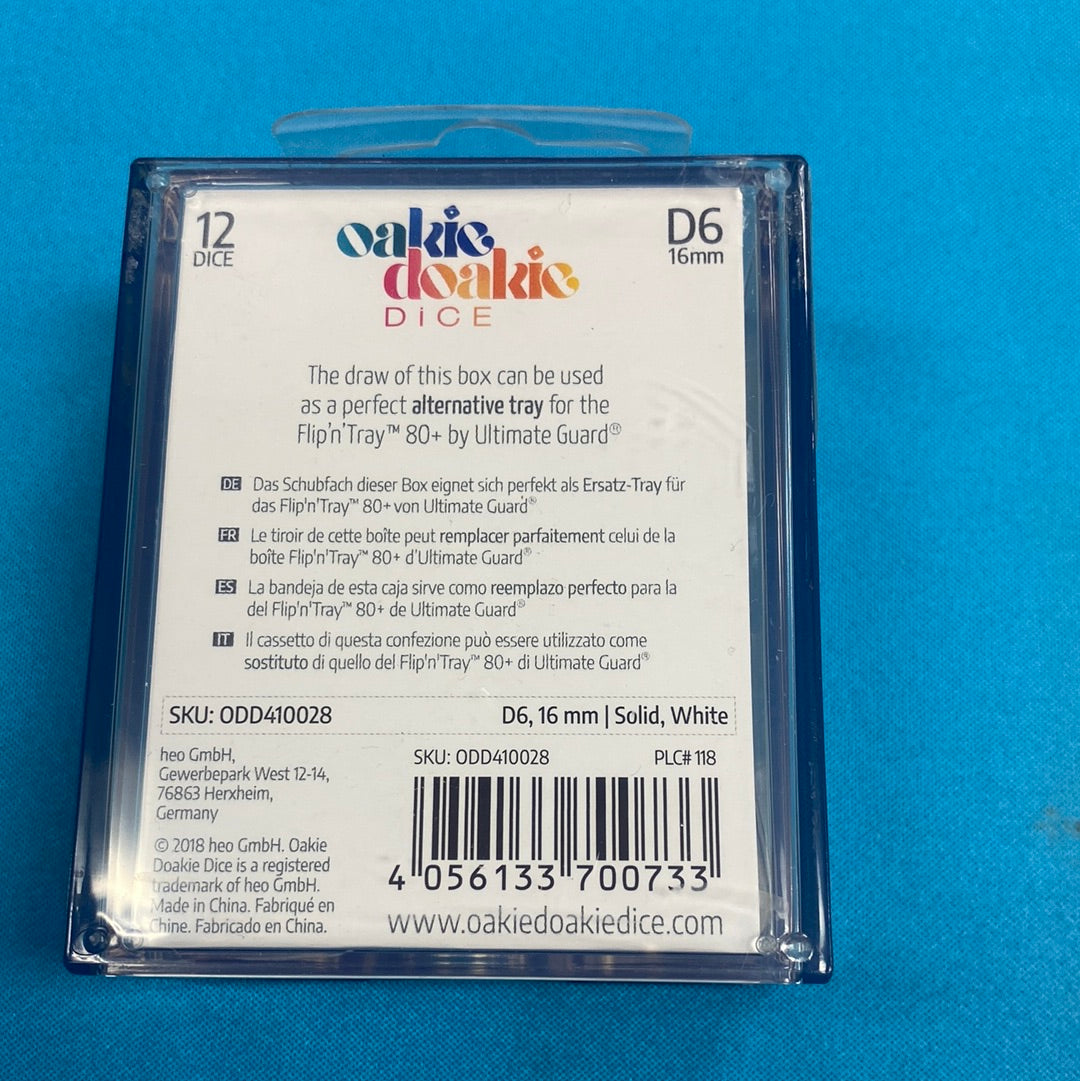 12
DICE
oakie
doakie
DiCE
D6
16mm
The draw of this box can be used
as a perfect alternative tray for the
Flip'n'Tray™ 80+ by Ultimate Guard®
DE Das Schubfach dieser Box eignet sich perfekt als Ersatz-Tray für
das Flip'n'Tray™ 80+ von Ultimate Guard®
FR Le tiroir de cette boîte peut remplacer parfaitement celui de la
boîte Flip'n'Tray™ 80+ d'Ultimate Guard®
ES La bandeja de esta caja sirve como reemplazo perfecto para la
del Flip'n'Tray™ 80+ de Ultimate Guard®
IT Il cassetto di questa confezione può essere utilizzato come
sostituto di quello del Flip'n'Tray™ 80+ di Ultimate Guard®
SKU: ODD410028 D6, 16 mm | Solid, White
heo GmbH,
Gewerbepark West 12-14,
76863 Herxheim,
Germany
© 2018 heo GmbH. Oakie
Doakie Dice is a registered
trademark of heo GmbH.
Made in China. Fabriqué en
Chine. Fabricado en China.
SKU: ODD410028 PLC# 118
4 056133 700733
www.oakiedoakiedice.com